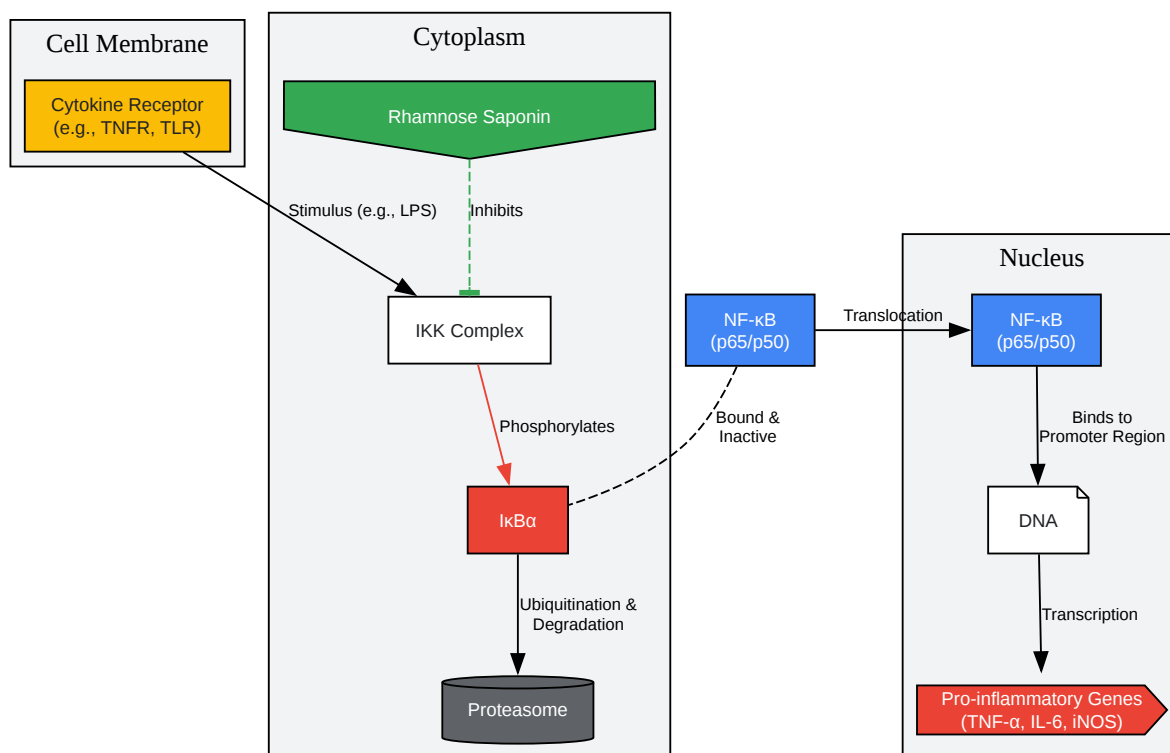 Cell Membrane
Cytokine Receptor
(e.g., TNFR, TLR)
Cytoplasm
Rhamnose Saponin
Stimulus (e.g., LPS)
Inhibits
IKK Complex
Phosphorylates
IκBα
Ubiquitination &
Degradation
Proteasome
NF-κB
(p65/p50)
Translocation
Bound &
Inactive
Nucleus
NF-κB
(p65/p50)
Binds to
Promoter Region
DNA
Transcription
Pro-inflammatory Genes
(TNF-α, IL-6, iNOS)